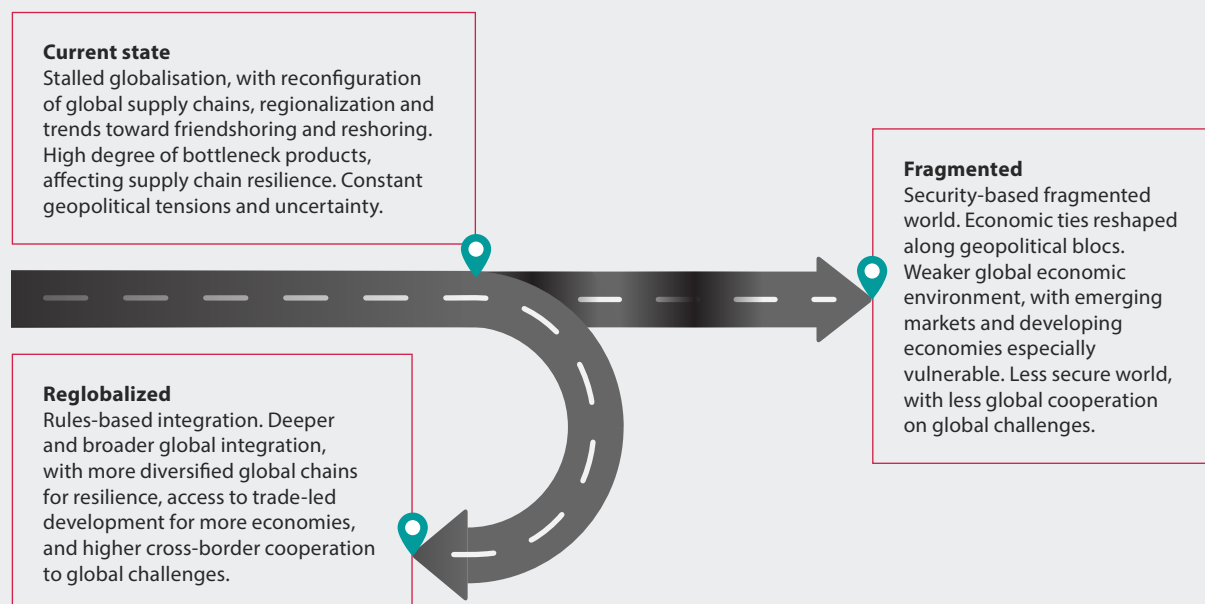 Current state
Stalled globalisation, with reconfiguration
of global supply chains, regionalization and
trends toward friendshoring and reshoring.
High degree of bottleneck products,
affecting supply chain resilience. Constant
geopolitical tensions and uncertainty.
Fragmented
Security-based fragmented
world. Economic ties reshaped
along geopolitical blocs.
Weaker global economic
environment, with emerging
markets and developing
economies especially
vulnerable. Less secure world,
with less global cooperation
on global challenges.
Reglobalized
Rules-based integration. Deeper
and broader global integration,
with more diversified global chains
for resilience, access to trade-led
development for more economies,
and higher cross-border cooperation
to global challenges.